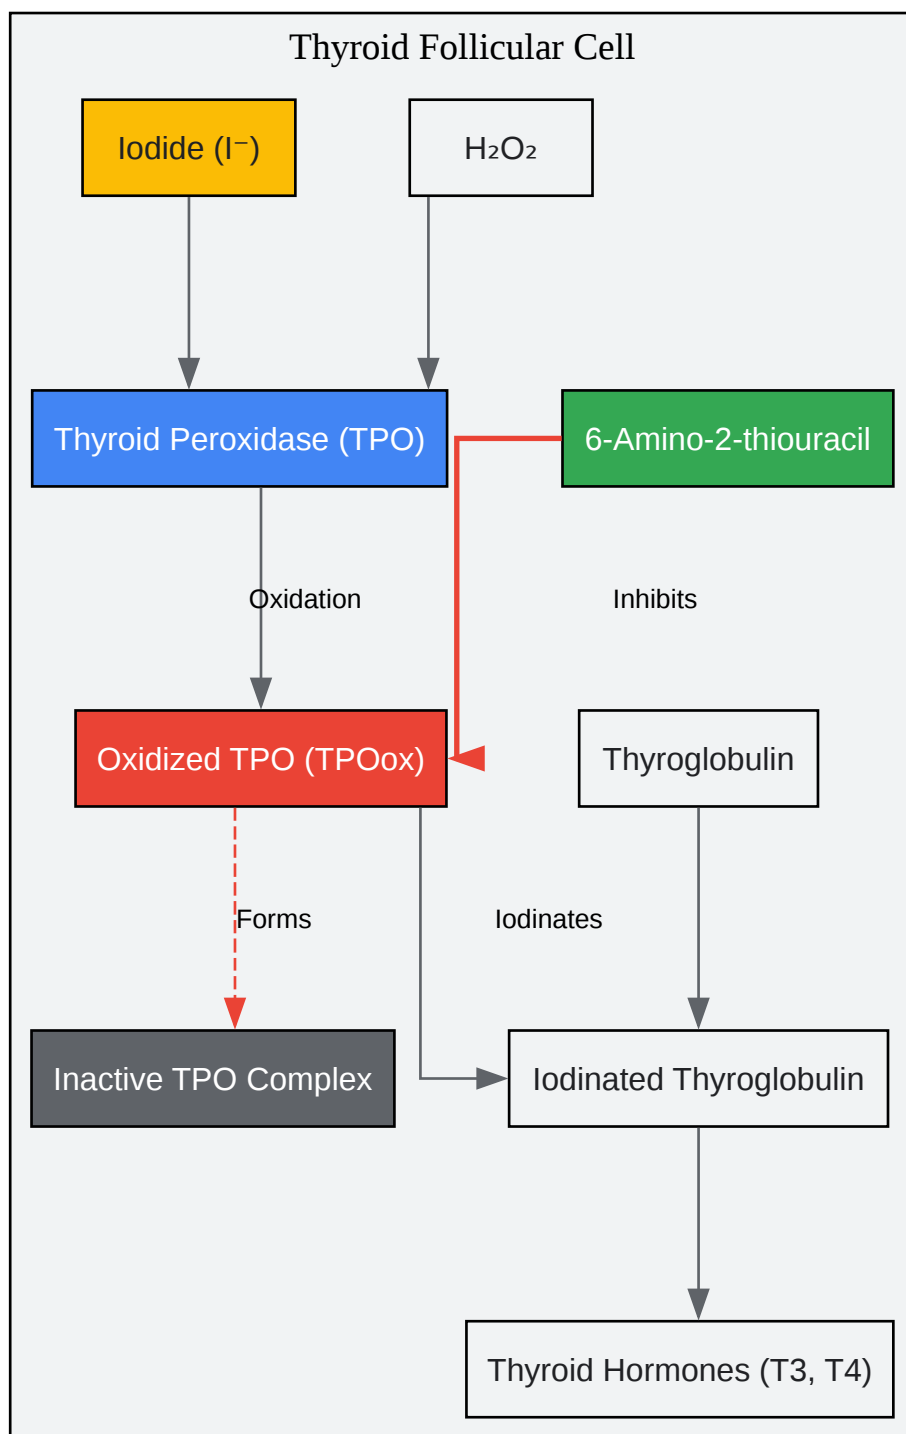 Thyroid Follicular Cell
Iodide (I⁻)
H₂O₂
Thyroid Peroxidase (TPO)
6-Amino-2-thiouracil
Oxidation
Inhibits
Oxidized TPO (TPOox)
Thyroglobulin
Forms
Iodinates
Inactive TPO Complex
Iodinated Thyroglobulin
Thyroid Hormones (T3, T4)